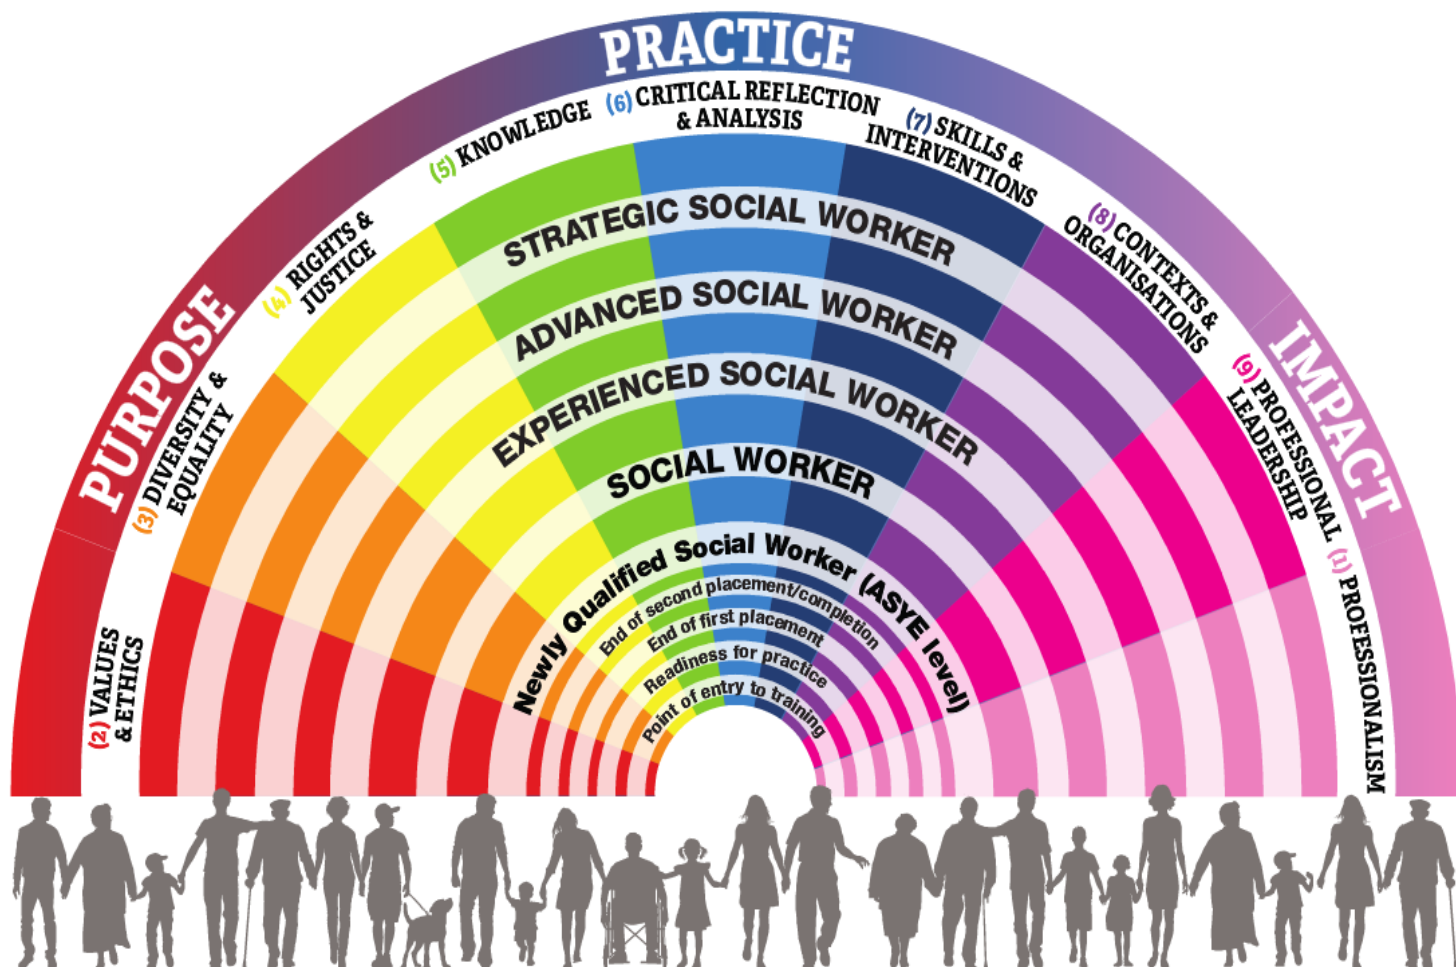 PURPOSE
PRACTICE
IMPACT
(2) VALUES
& ETHICS
(3) DIVERSITY &
EQUALITY
(4) RIGHTS &
JUSTICE
(5) KNOWLEDGE
(6) CRITICAL REFLECTION
& ANALYSIS
(7) SKILLS &
INTERVENTIONS
(8) CONTEXTS &
ORGANISATIONS
(9) PROFESSIONAL
LEADERSHIP
(1) PROFESSIONALISM
STRATEGIC SOCIAL WORKER
ADVANCED SOCIAL WORKER
EXPERIENCED SOCIAL WORKER
SOCIAL WORKER
Newly Qualified Social Worker (ASYE level)
End of second placement/completion
End of first placement
Readiness for practice
Point of entry to training